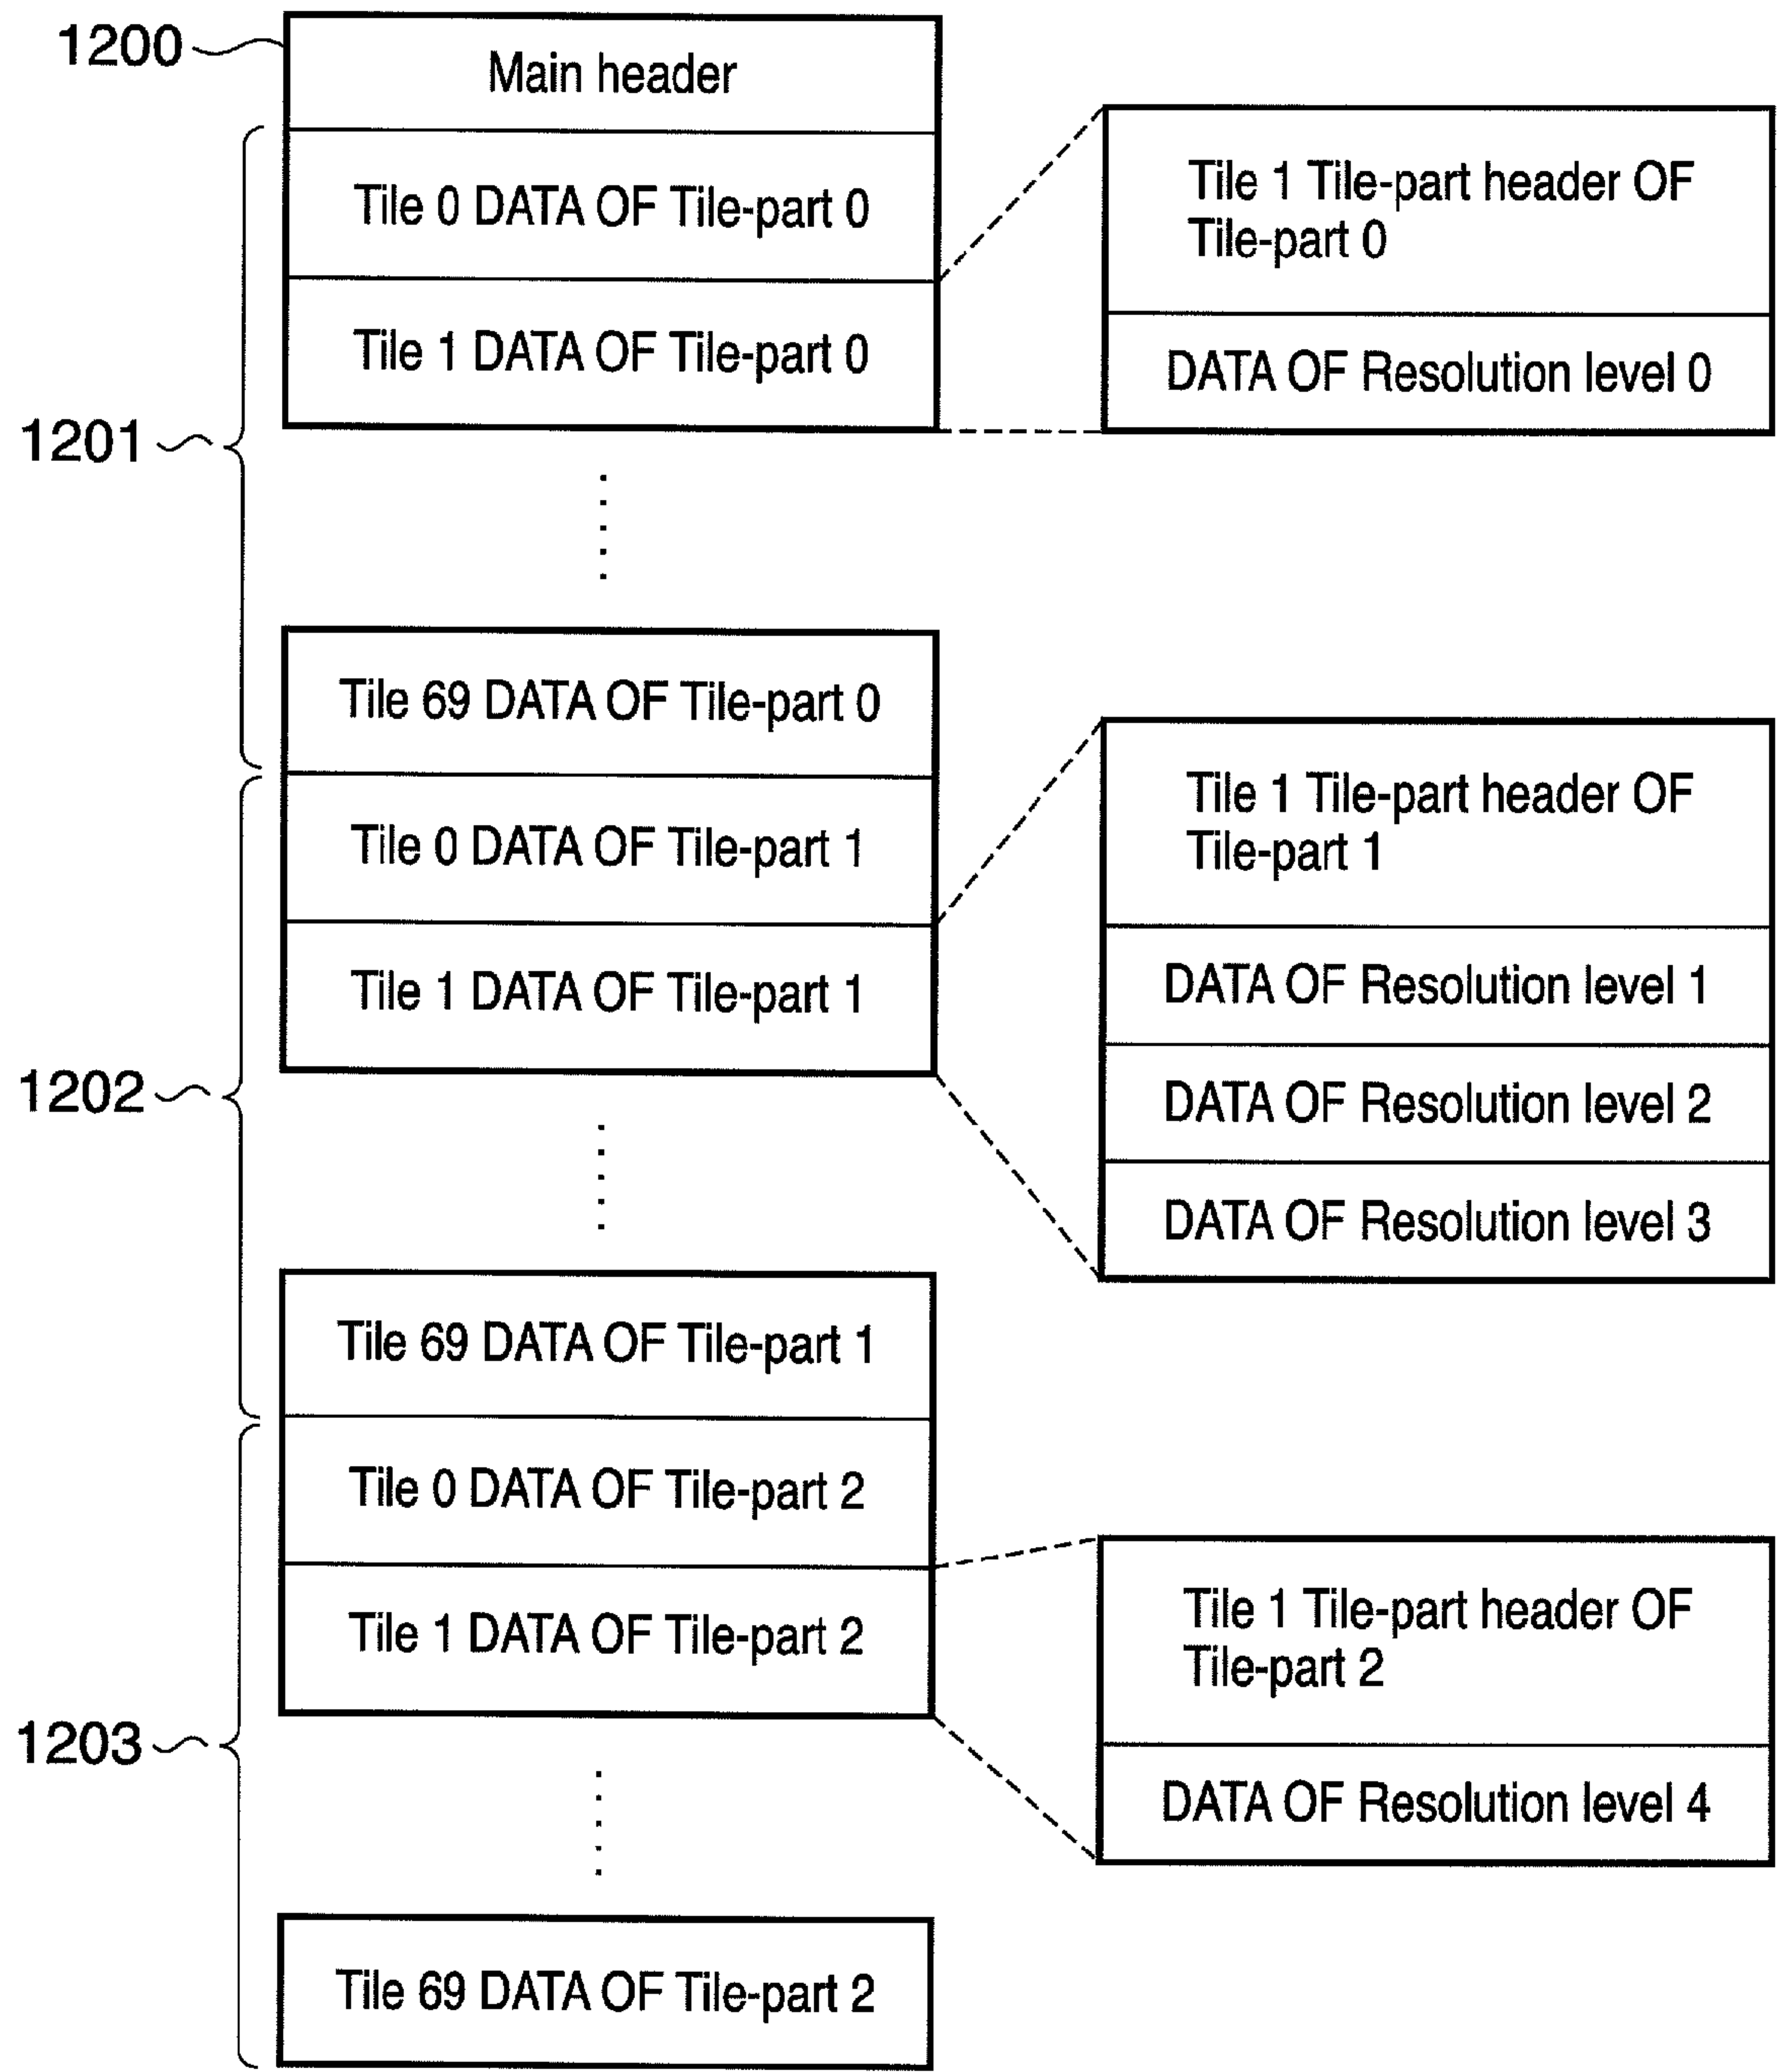 1200
Main header
Tile 0 DATA OF Tile-part 0
Tile 1 DATA OF Tile-part 0
Tile 1 Tile-part header OF
Tile-part 0
DATA OF Resolution level 0
1201
Tile 69 DATA OF Tile-part 0
Tile 0 DATA OF Tile-part 1
Tile 1 DATA OF Tile-part 1
Tile 1 Tile-part header OF
Tile-part 1
DATA OF Resolution level 1
DATA OF Resolution level 2
DATA OF Resolution level 3
1202
Tile 69 DATA OF Tile-part 1
Tile 0 DATA OF Tile-part 2
Tile 1 DATA OF Tile-part 2
Tile 1 Tile-part header OF
Tile-part 2
DATA OF Resolution level 4
1203
Tile 69 DATA OF Tile-part 2